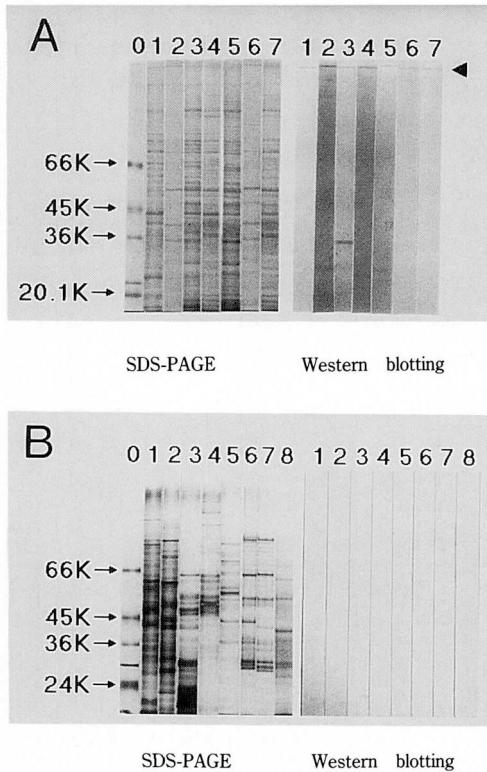 A
0 1 2 3 4 5 6 7 1 2 3 4 5 6 7
66K→
45K→
36K→
20.1K→
SDS-PAGE Western blotting
B
0 1 2 3 4 5 6 7 8 1 2 3 4 5 6 7 8
66K→
45K→
36K→
24K→
SDS-PAGE Western blotting